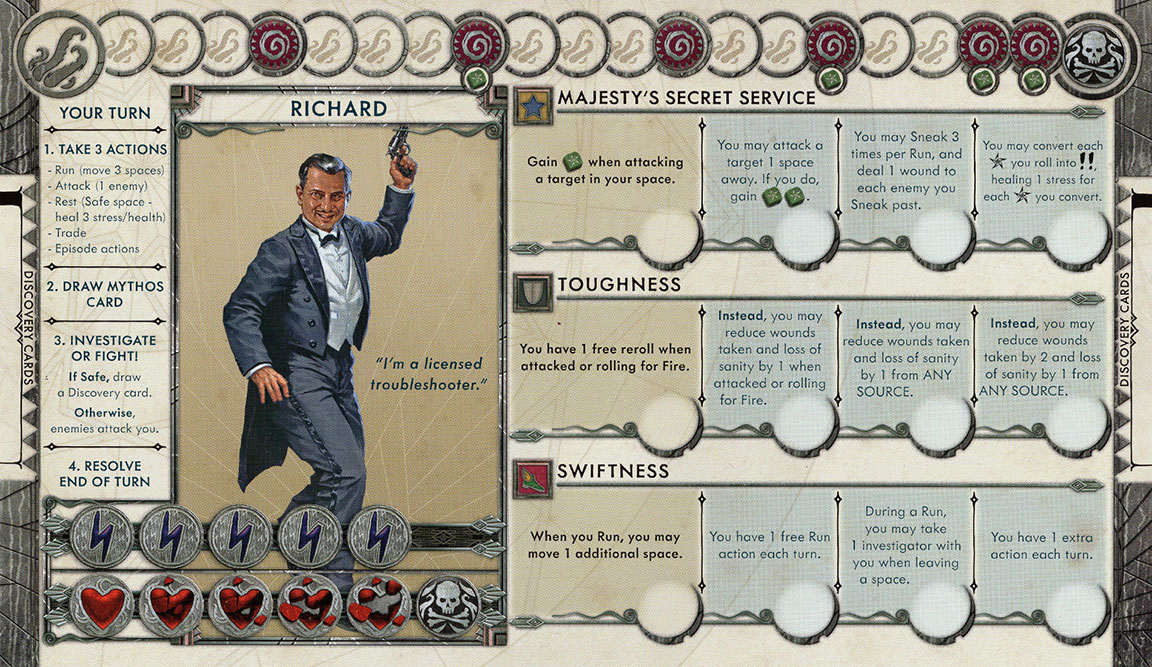 YOUR TURN
1. TAKE 3 ACTIONS
- Run (move 3 spaces)
- Attack (1 enemy)
- Rest (Safe space -
heal 3 stress/health)
- Trade
- Episode actions
2. DRAW MYTHOS
CARD
3. INVESTIGATE
OR FIGHT!
If Safe, draw
a Discovery card.
Otherwise,
enemies attack you.
4. RESOLVE
END OF TURN
DISCOVERY CARDS
RICHARD
"I'm a licensed
troubleshooter."
MAJESTY'S SECRET SERVICE
Gain when attacking
a target in your space.
You may attack a
target 1 space
away. If you do,
gain .
You may Sneak 3
times per Run, and
deal 1 wound to
each enemy you
Sneak past.
You may convert each
you roll into !!,
healing 1 stress for
each you convert.
TOUGHNESS
You have 1 free reroll when
attacked or rolling for Fire.
Instead, you may
reduce wounds
taken and loss of
sanity by 1 when
attacked or rolling
for Fire.
Instead, you may
reduce wounds taken
and loss of sanity
by 1 from ANY
SOURCE.
Instead, you may
reduce wounds
taken by 2 and loss
of sanity by 1 from
ANY SOURCE.
SWIFTNESS
When you Run, you may
move 1 additional space.
You have 1 free Run
action each turn.
During a Run,
you may take
1 investigator with
you when leaving
a space.
You have 1 extra
action each turn.
DISCOVERY CARDS